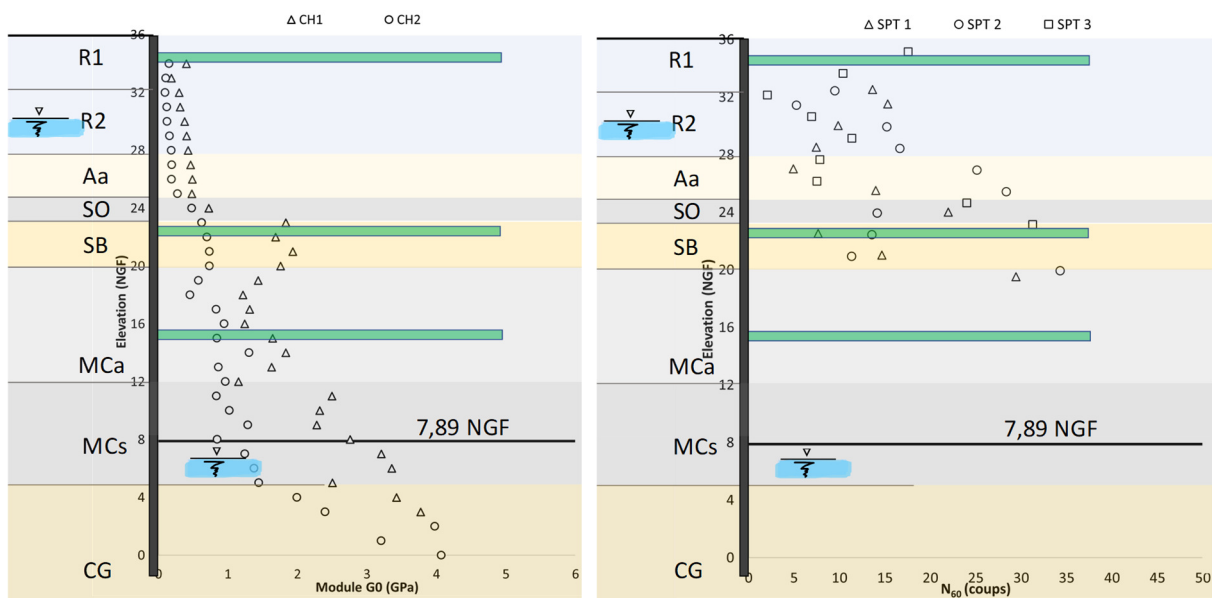 CH1 CH2
36
R1
32
R2
28
Aa
SO 24
SB
20
16
MCa
12
7,89 NGF
MCs 8
4
0
CG
Elevation (NGF)
0 1 2 3 4 5 6
Module G0 (GPa)
SPT 1 SPT 2 SPT 3
36
R1
32
R2
28
Aa
SO 24
SB
20
16
MCa
12
7,89 NGF
MCs 8
4
0
CG
Elevation (NGF)
0 5 10 15 20 25 30 35 40 45 50
N60 (coups)